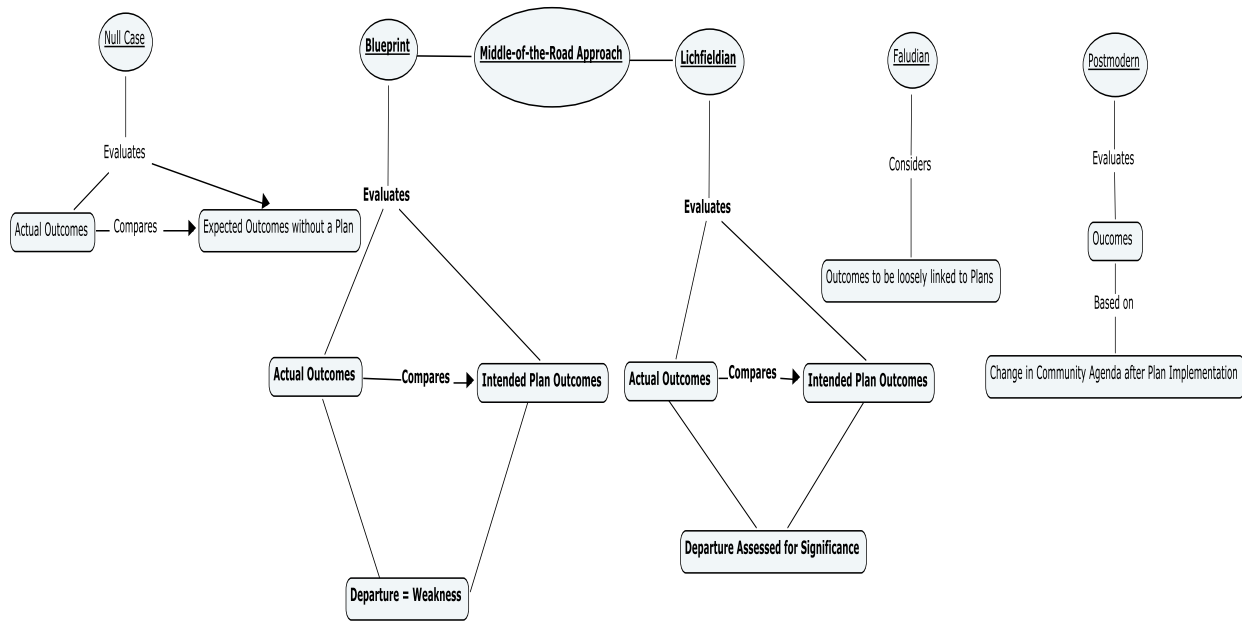 Null Case
Blueprint
Middle-of-the-Road Approach
Lichfieldian
Faludian
Postmodern
Evaluates
Evaluates
Evaluates
Considers
Evaluates
Actual Outcomes
Compares
Expected Outcomes without a Plan
Oucomes
Outcomes to be loosely linked to Plans
Based on
Actual Outcomes
Compares
Intended Plan Outcomes
Actual Outcomes
Compares
Intended Plan Outcomes
Change in Community Agenda after Plan Implementation
Departure Assessed for Significance
Departure = Weakness